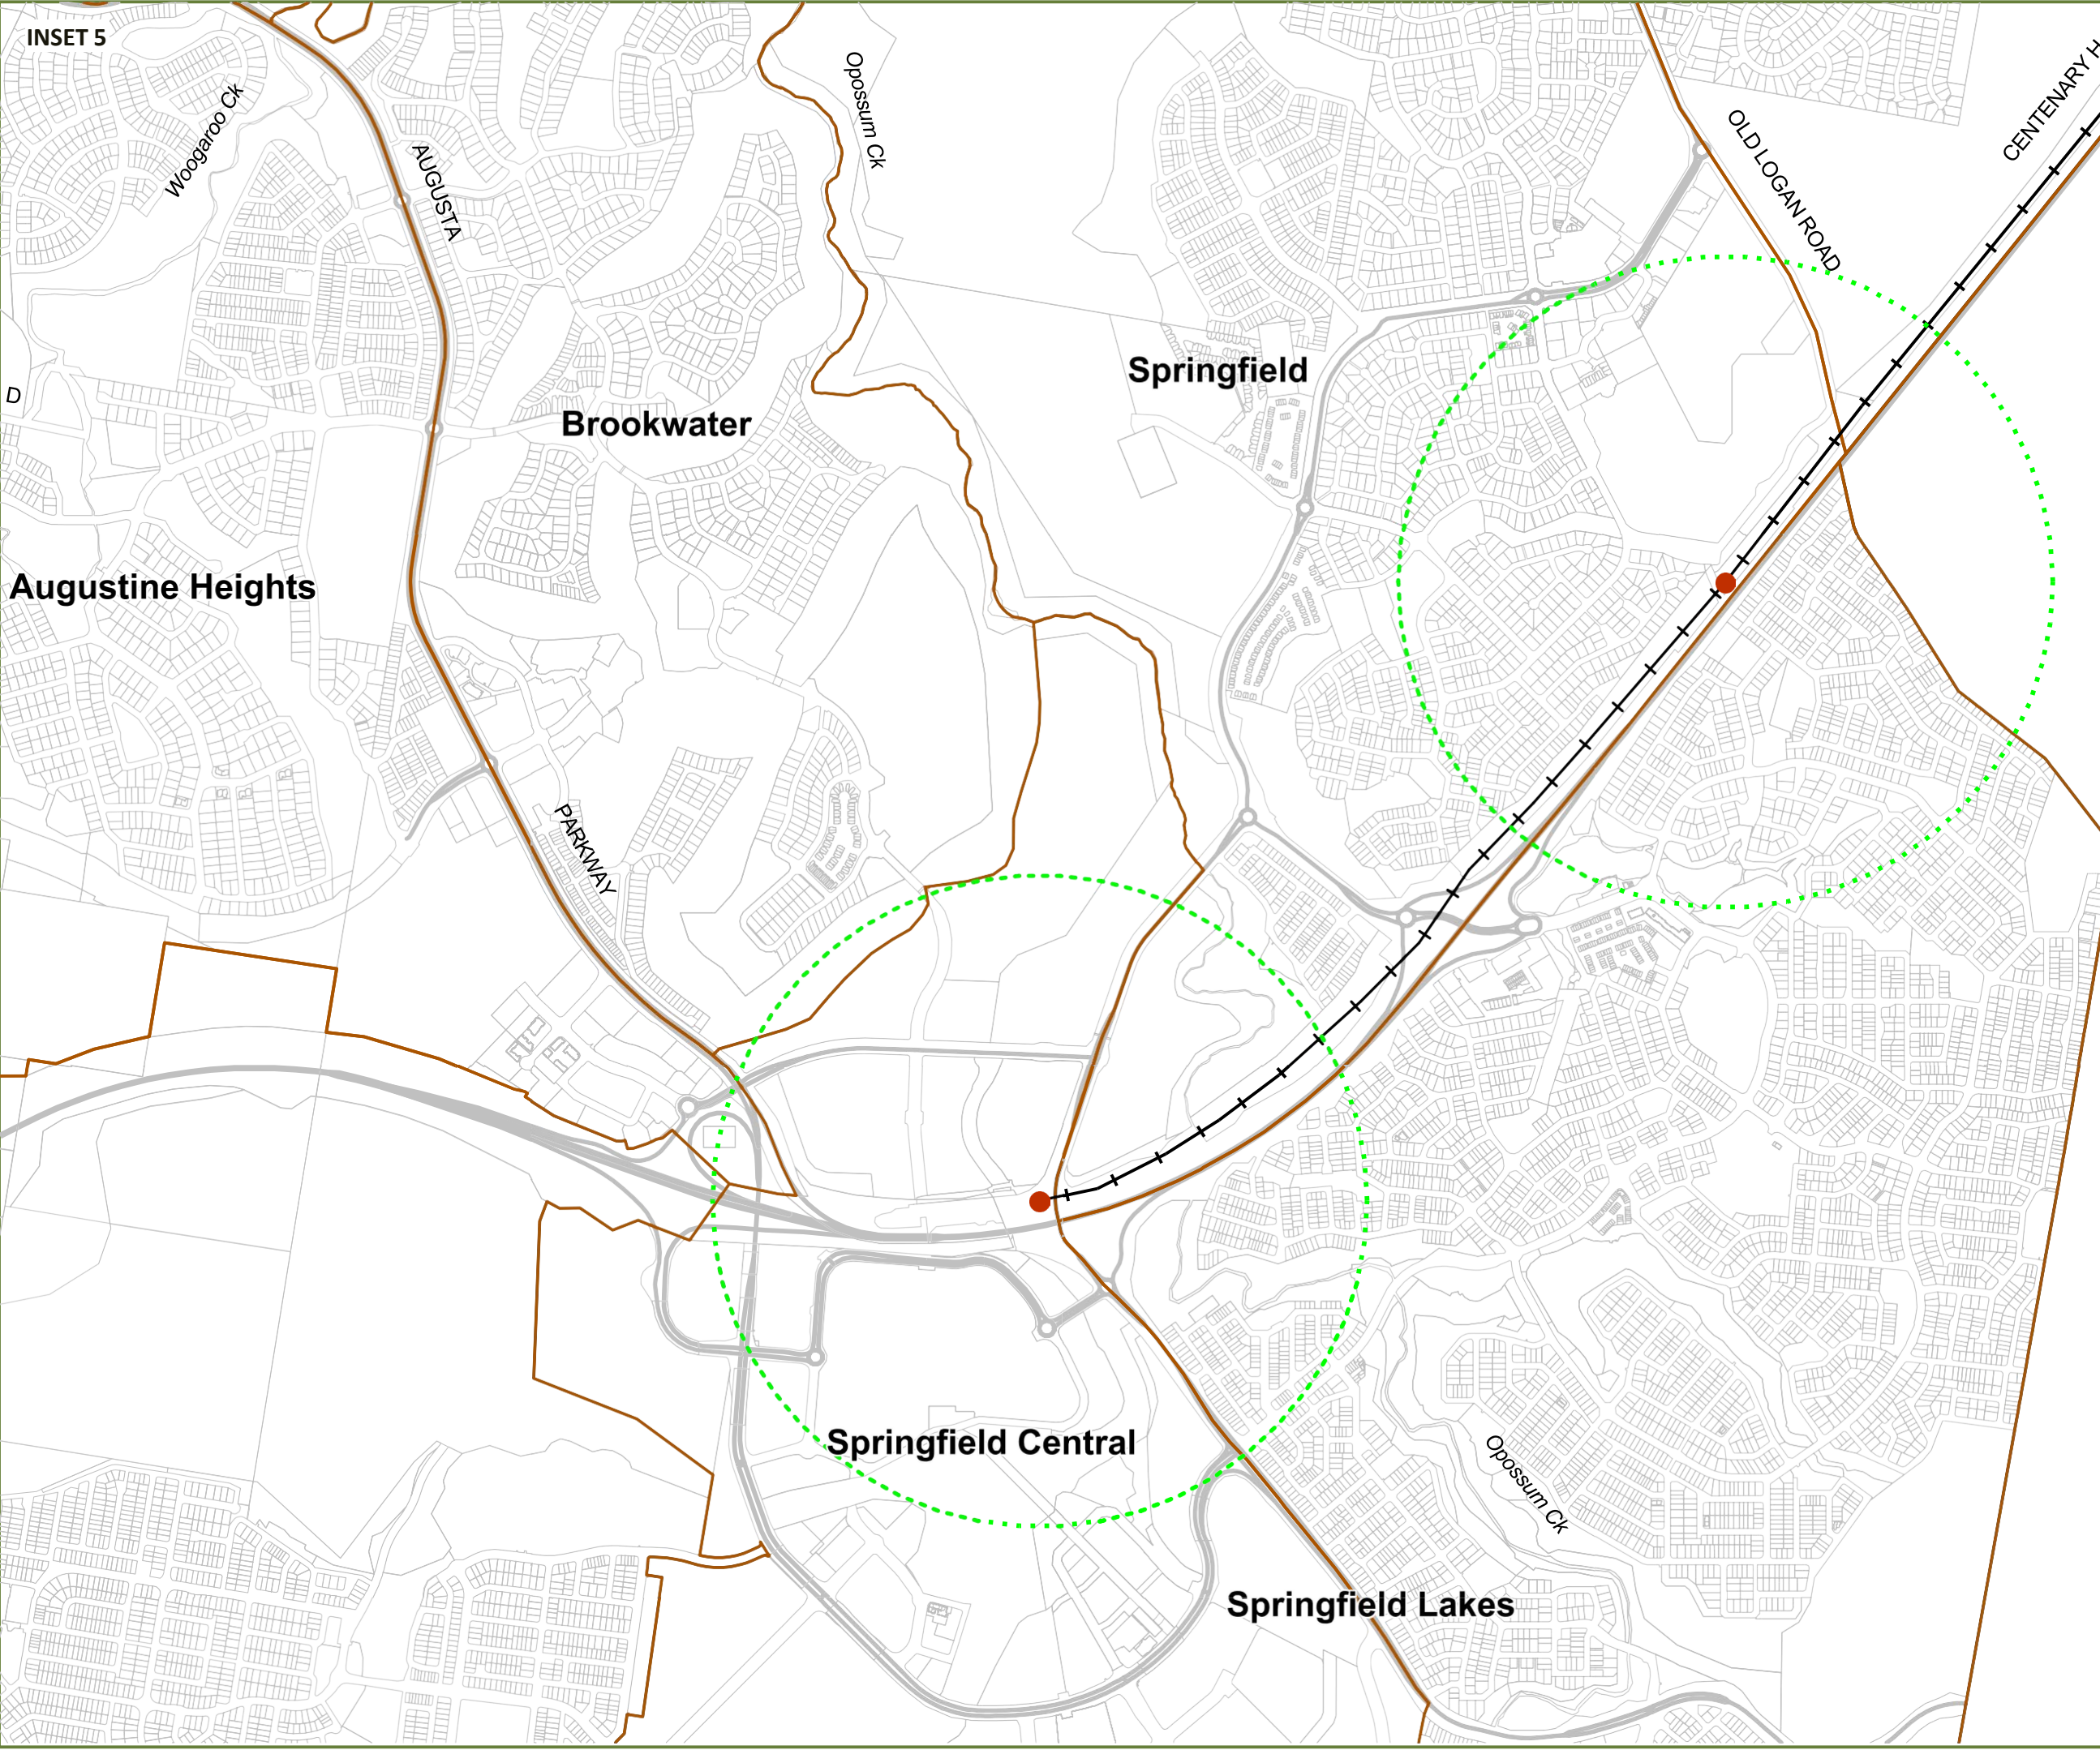 INSET 5
Woogaroo Ck
AUGUSTA
Opossum Ck
OLD LOGAN ROAD
CENTENARY H
Springfield
D
Brookwater
Augustine Heights
PARKWAY
Springfield Central
Opossum Ck
Springfield Lakes